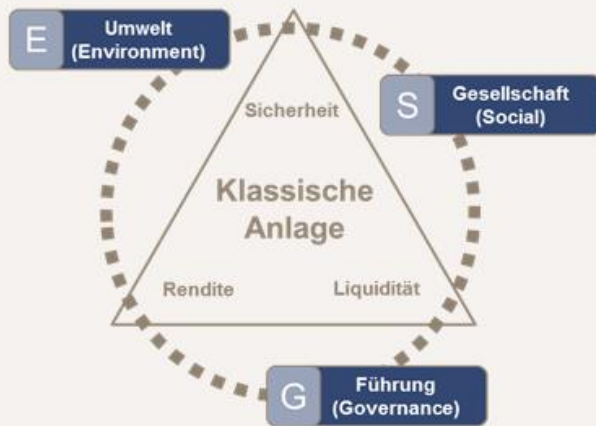 E
Umwelt
(Environment)
S
Gesellschaft
(Social)
Sicherheit
Klassische
Anlage
Rendite
Liquidität
G
Führung
(Governance)